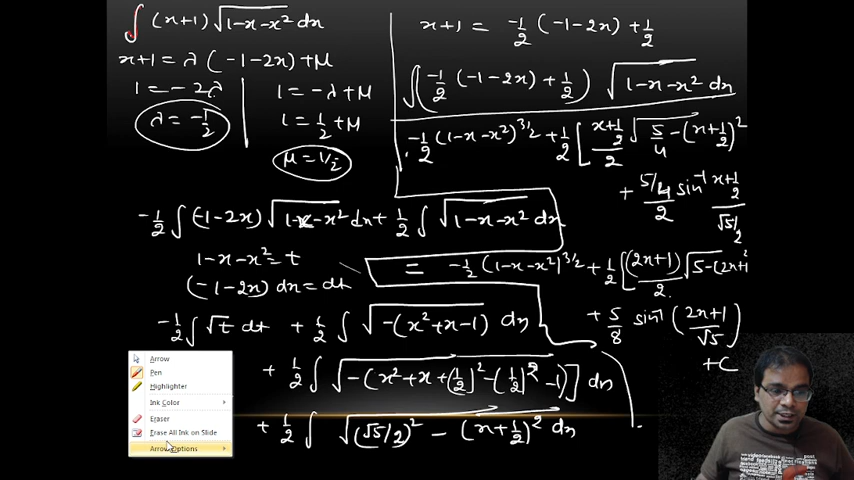 ∫ (x+1) √(1-x-x²) dx
x+1 = λ (-1-2x) + M
1 = -2λ
λ = -1/2
1 = -λ+M
1 = 1/2 + M
M = 1/2
-1/2 ∫ (-1-2x) √(1-x-x²) dx + 1/2 ∫ √(1-x-x²) dx
1-x-x² = t
(-1-2x) dx = dt
-1/2 ∫ √t dt + 1/2 ∫ √(-(x²+x-1)) dx
+ 1/2 ∫ √(-(x²+x+(1/2)²-(1/2)²-1)] dx
+ 1/2 ∫ √((√5/2)² - (x+1/2)²) dx
x+1 = -1/2 (-1-2x) + 1/2
∫(-1/2 (-1-2x) + 1/2) √(1-x-x²) dx
-1/2 (1-x-x²)^3/2 + 1/2 [ (x+1/2)/2 √(5/4 - (x+1/2)²)
+ (5/4)/2 sin⁻¹ (x+1/2)/(√5/2)
= -1/2 (1-x-x²)^3/2 + 1/2 [ (2x+1)/2 √5-(2x+1
+ 5/8 sin⁻¹ ( (2x+1)/√5 )
+C
Arrow
Pen
Highlighter
Ink Color
Eraser
Erase All Ink on Slide
Arrow Options